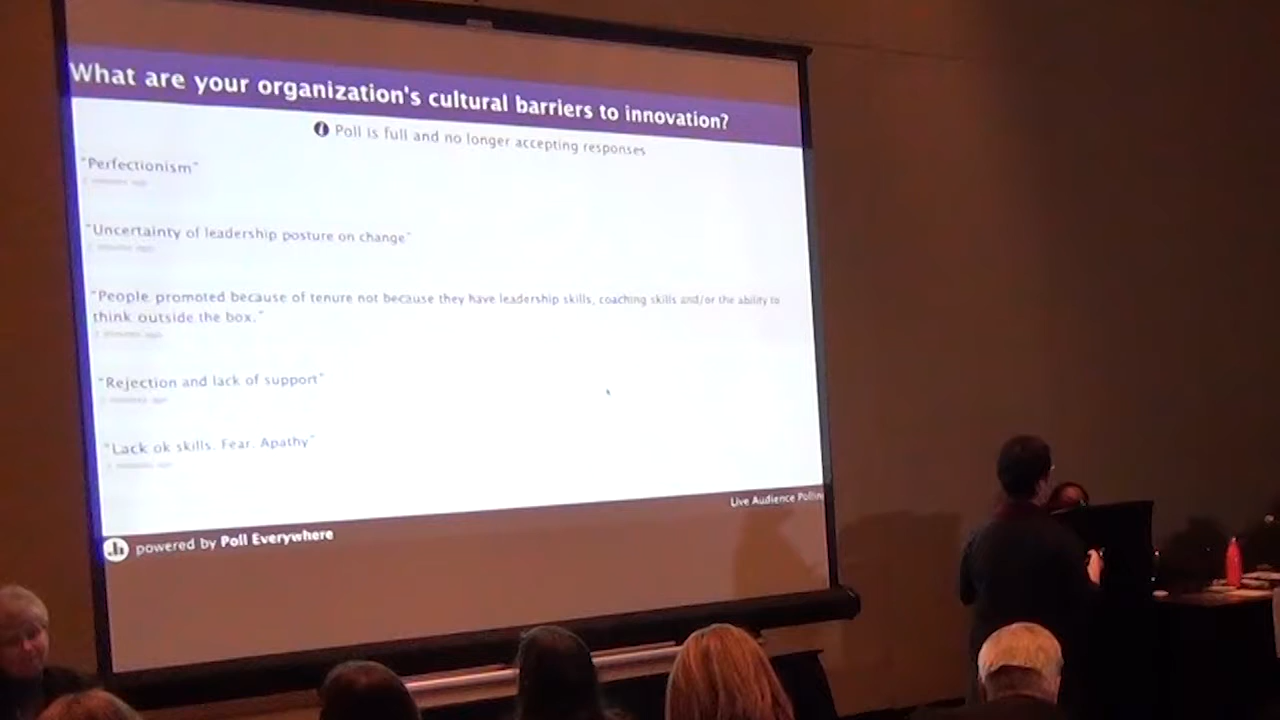 What are your organization's cultural barriers to innovation?
Poll is full and no longer accepting responses
"Perfectionism"
"Uncertainty of leadership posture on change"
"People promoted because of tenure not because they have leadership skills, coaching skills and/or the ability to
think outside the box."
"Rejection and lack of support"
"Lack ok skills. Fear. Apathy"
Live Audience Pollin
powered by Poll Everywhere